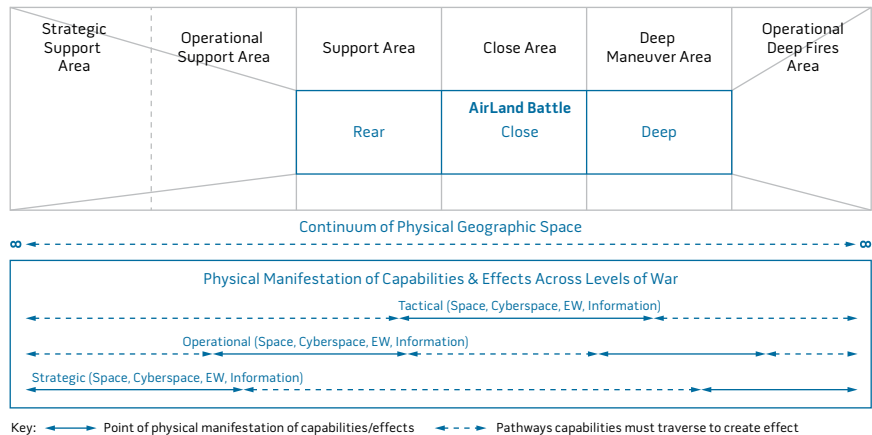 Strategic
Support
Area
Operational
Support Area
Support Area
Close Area
Deep
Maneuver Area
Operational
Deep Fires
Area
AirLand Battle
Rear
Close
Deep
Continuum of Physical Geographic Space
∞ ∞
Physical Manifestation of Capabilities & Effects Across Levels of War
Tactical (Space, Cyberspace, EW, Information)
Operational (Space, Cyberspace, EW, Information)
Strategic (Space, Cyberspace, EW, Information)
Key: Point of physical manifestation of capabilities/effects Pathways capabilities must traverse to create effect